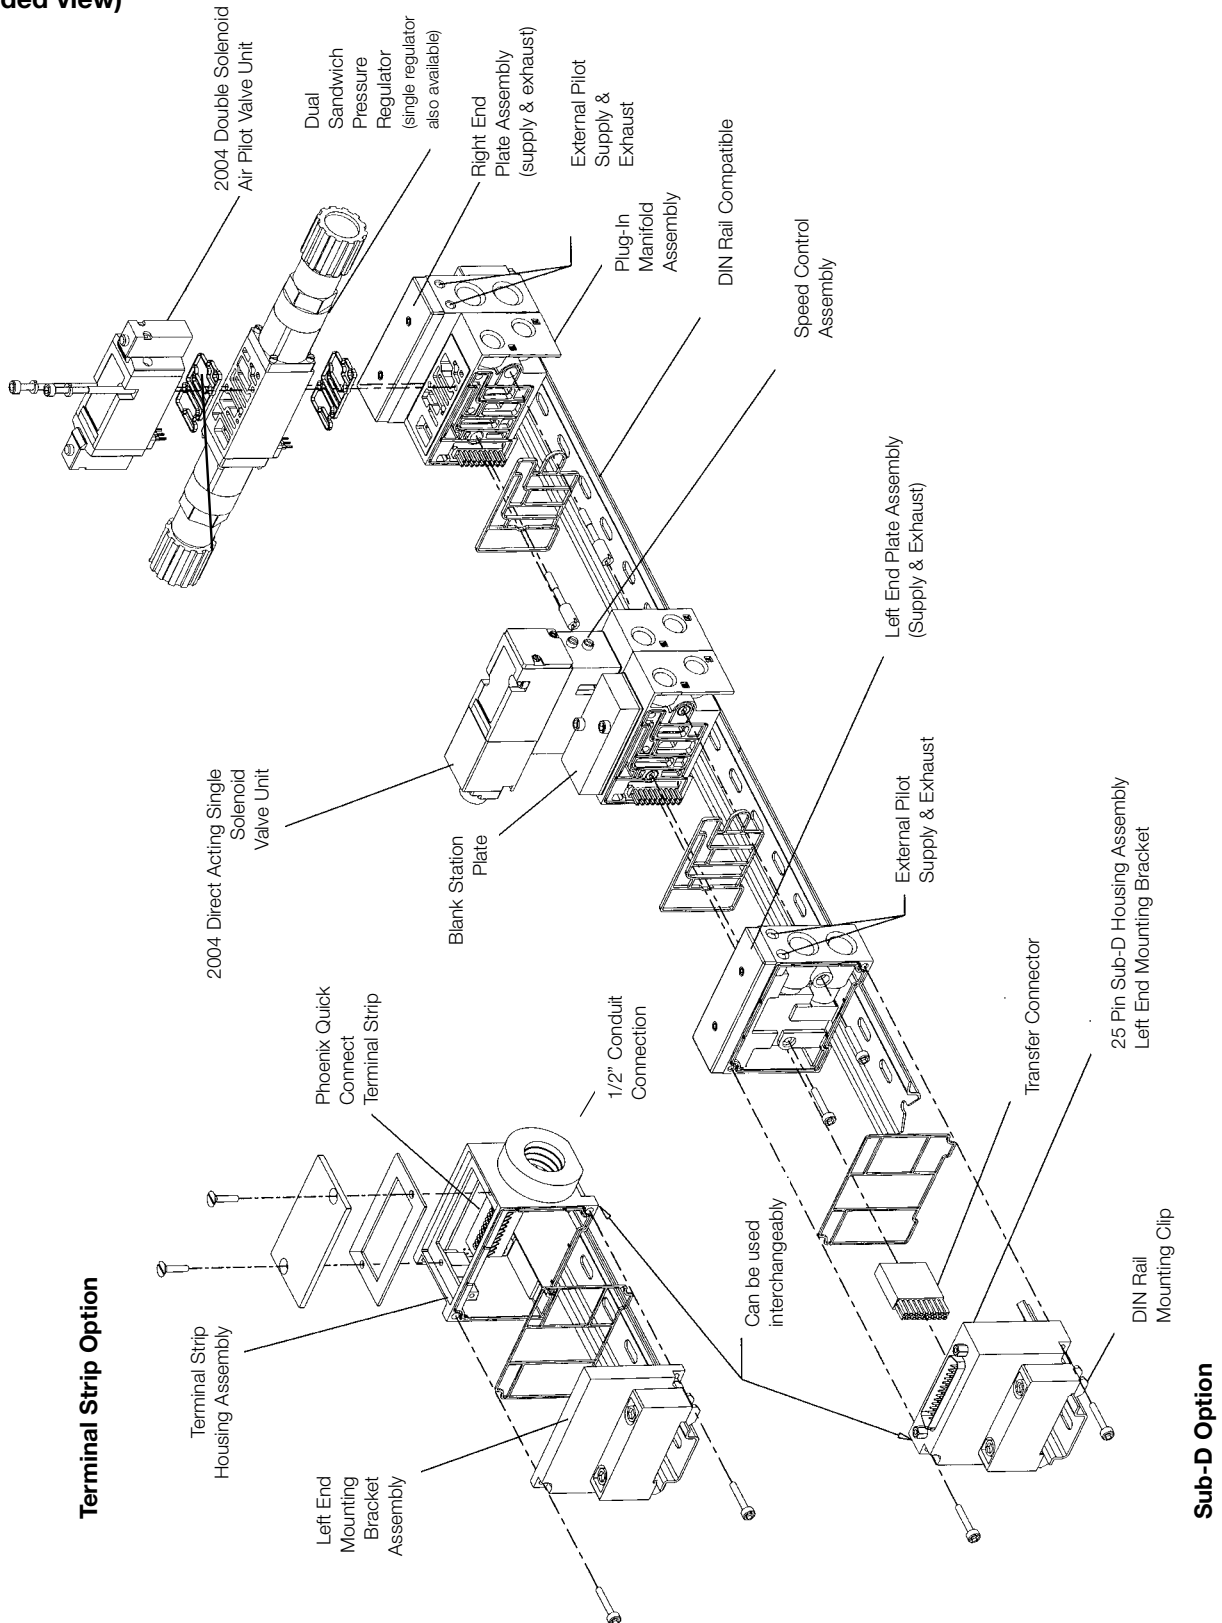 ded view)
Terminal Strip Option
Terminal Strip
Housing Assembly
Left End
Mounting
Bracket
Assembly
Phoenix Quick
Connect
Terminal Strip
1/2" Conduit
Connection
Can be used
interchangeably
2004 Direct Acting Single
Solenoid
Valve Unit
Blank Station
Plate
2004 Double Solenoid
Air Pilot Valve Unit
Dual
Sandwich
Pressure
Regulator
(single regulator
also available)
Right End
Plate Assembly
(supply & exhaust)
External Pilot
Supply &
Exhaust
Plug-In
Manifold
Assembly
DIN Rail Compatible
Speed Control
Assembly
Left End Plate Assembly
(Supply & Exhaust)
External Pilot
Supply & Exhaust
Transfer Connector
25 Pin Sub-D Housing Assembly
Left End Mounting Bracket
DIN Rail
Mounting Clip
Sub-D Option